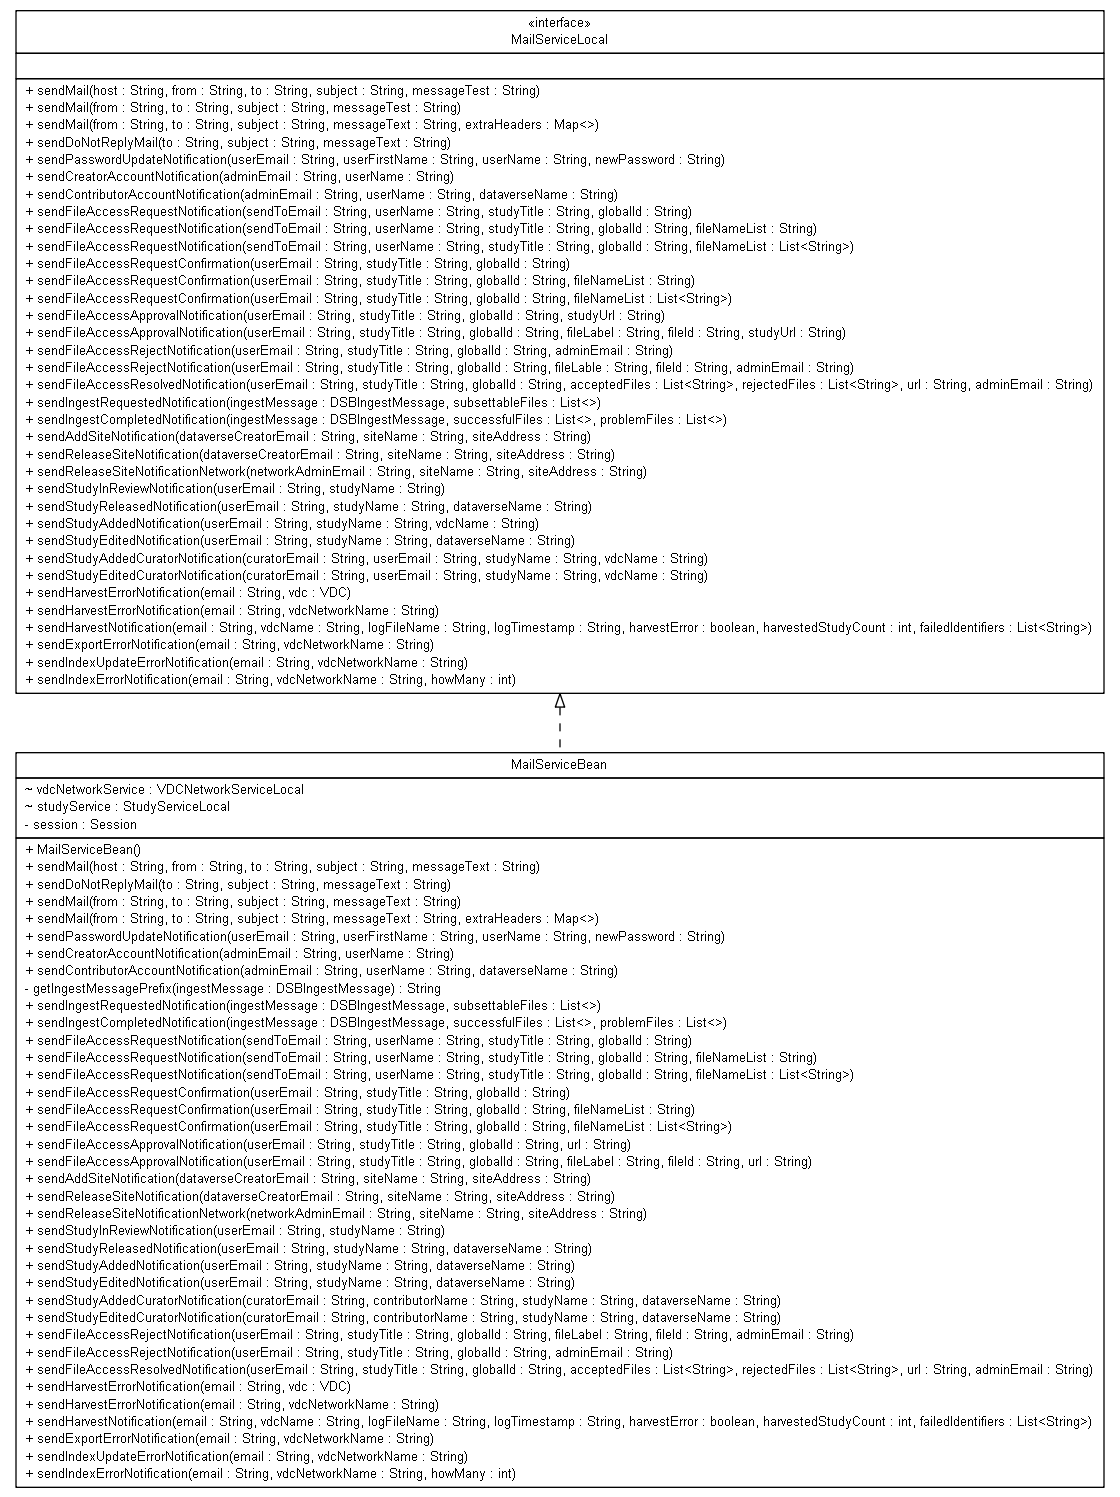 «interface»
MailServiceLocal
+ sendMail(host : String, from : String, to : String, subject : String, messageTest : String)
+ sendMail(from : String, to : String, subject : String, messageTest : String)
+ sendMail(from : String, to : String, subject : String, messageText : String, extraHeaders : Map<>)
+ sendDoNotReplyMail(to : String, subject : String, messageText : String)
+ sendPasswordUpdateNotification(userEmail : String, userFirstName : String, userName : String, newPassword : String)
+ sendCreatorAccountNotification(adminEmail : String, userName : String)
+ sendContributorAccountNotification(adminEmail : String, userName : String, dataverseName : String)
+ sendFileAccessRequestNotification(sendToEmail : String, userName : String, studyTitle : String, globalId : String)
+ sendFileAccessRequestNotification(sendToEmail : String, userName : String, studyTitle : String, globalId : String, fileNameList : String)
+ sendFileAccessRequestNotification(sendToEmail : String, userName : String, studyTitle : String, globalId : String, fileNameList : List<String>)
+ sendFileAccessRequestConfirmation(userEmail : String, studyTitle : String, globalId : String)
+ sendFileAccessRequestConfirmation(userEmail : String, studyTitle : String, globalId : String, fileNameList : String)
+ sendFileAccessRequestConfirmation(userEmail : String, studyTitle : String, globalId : String, fileNameList : List<String>)
+ sendFileAccessApprovalNotification(userEmail : String, studyTitle : String, globalId : String, studyUrl : String)
+ sendFileAccessApprovalNotification(userEmail : String, studyTitle : String, globalId : String, fileLabel : String, fileId : String, studyUrl : String)
+ sendFileAccessRejectNotification(userEmail : String, studyTitle : String, globalId : String, adminEmail : String)
+ sendFileAccessRejectNotification(userEmail : String, studyTitle : String, globalId : String, fileLable : String, fileId : String, adminEmail : String)
+ sendFileAccessResolvedNotification(userEmail : String, studyTitle : String, globalId : String, acceptedFiles : List<String>, rejectedFiles : List<String>, url : String, adminEmail : String)
+ sendIngestRequestedNotification(ingestMessage : DSBIngestMessage, subsettableFiles : List<>)
+ sendIngestCompletedNotification(ingestMessage : DSBIngestMessage, successfulFiles : List<>, problemFiles : List<>)
+ sendAddSiteNotification(dataverseCreatorEmail : String, siteName : String, siteAddress : String)
+ sendReleaseSiteNotification(dataverseCreatorEmail : String, siteName : String, siteAddress : String)
+ sendReleaseSiteNotificationNetwork(networkAdminEmail : String, siteName : String, siteAddress : String)
+ sendStudyInReviewNotification(userEmail : String, studyName : String)
+ sendStudyReleasedNotification(userEmail : String, studyName : String, dataverseName : String)
+ sendStudyAddedNotification(userEmail : String, studyName : String, vdcName : String)
+ sendStudyEditedNotification(userEmail : String, studyName : String, dataverseName : String)
+ sendStudyAddedCuratorNotification(curatorEmail : String, userEmail : String, studyName : String, vdcName : String)
+ sendStudyEditedCuratorNotification(curatorEmail : String, userEmail : String, studyName : String, vdcName : String)
+ sendHarvestErrorNotification(email : String, vdc : VDC)
+ sendHarvestErrorNotification(email : String, vdcNetworkName : String)
+ sendHarvestNotification(email : String, vdcName : String, logFileName : String, logTimestamp : String, harvestError : boolean, harvestedStudyCount : int, failedIdentifiers : List<String>)
+ sendExportErrorNotification(email : String, vdcNetworkName : String)
+ sendIndexUpdateErrorNotification(email : String, vdcNetworkName : String)
+ sendIndexErrorNotification(email : String, vdcNetworkName : String, howMany : int)
MailServiceBean
~ vdcNetworkService : VDCNetworkServiceLocal
~ studyService : StudyServiceLocal
- session : Session
+ MailServiceBean()
+ sendMail(host : String, from : String, to : String, subject : String, messageText : String)
+ sendDoNotReplyMail(to : String, subject : String, messageText : String)
+ sendMail(from : String, to : String, subject : String, messageText : String)
+ sendMail(from : String, to : String, subject : String, messageText : String, extraHeaders : Map<>)
+ sendPasswordUpdateNotification(userEmail : String, userFirstName : String, userName : String, newPassword : String)
+ sendCreatorAccountNotification(adminEmail : String, userName : String)
+ sendContributorAccountNotification(adminEmail : String, userName : String, dataverseName : String)
- getIngestMessagePrefix(ingestMessage : DSBIngestMessage) : String
+ sendIngestRequestedNotification(ingestMessage : DSBIngestMessage, subsettableFiles : List<>)
+ sendIngestCompletedNotification(ingestMessage : DSBIngestMessage, successfulFiles : List<>, problemFiles : List<>)
+ sendFileAccessRequestNotification(sendToEmail : String, userName : String, studyTitle : String, globalId : String)
+ sendFileAccessRequestNotification(sendToEmail : String, userName : String, studyTitle : String, globalId : String, fileNameList : String)
+ sendFileAccessRequestNotification(sendToEmail : String, userName : String, studyTitle : String, globalId : String, fileNameList : List<String>)
+ sendFileAccessRequestConfirmation(userEmail : String, studyTitle : String, globalId : String)
+ sendFileAccessRequestConfirmation(userEmail : String, studyTitle : String, globalId : String, fileNameList : String)
+ sendFileAccessRequestConfirmation(userEmail : String, studyTitle : String, globalId : String, fileNameList : List<String>)
+ sendFileAccessApprovalNotification(userEmail : String, studyTitle : String, globalId : String, url : String)
+ sendFileAccessApprovalNotification(userEmail : String, studyTitle : String, globalId : String, fileLabel : String, fileId : String, url : String)
+ sendAddSiteNotification(dataverseCreatorEmail : String, siteName : String, siteAddress : String)
+ sendReleaseSiteNotification(dataverseCreatorEmail : String, siteName : String, siteAddress : String)
+ sendReleaseSiteNotificationNetwork(networkAdminEmail : String, siteName : String, siteAddress : String)
+ sendStudyInReviewNotification(userEmail : String, studyName : String)
+ sendStudyReleasedNotification(userEmail : String, studyName : String, dataverseName : String)
+ sendStudyAddedNotification(userEmail : String, studyName : String, dataverseName : String)
+ sendStudyEditedNotification(userEmail : String, studyName : String, dataverseName : String)
+ sendStudyAddedCuratorNotification(curatorEmail : String, contributorName : String, studyName : String, dataverseName : String)
+ sendStudyEditedCuratorNotification(curatorEmail : String, contributorName : String, studyName : String, dataverseName : String)
+ sendFileAccessRejectNotification(userEmail : String, studyTitle : String, globalId : String, fileLabel : String, fileId : String, adminEmail : String)
+ sendFileAccessRejectNotification(userEmail : String, studyTitle : String, globalId : String, adminEmail : String)
+ sendFileAccessResolvedNotification(userEmail : String, studyTitle : String, globalId : String, acceptedFiles : List<String>, rejectedFiles : List<String>, url : String, adminEmail : String)
+ sendHarvestErrorNotification(email : String, vdc : VDC)
+ sendHarvestErrorNotification(email : String, vdcNetworkName : String)
+ sendHarvestNotification(email : String, vdcName : String, logFileName : String, logTimestamp : String, harvestError : boolean, harvestedStudyCount : int, failedIdentifiers : List<String>)
+ sendExportErrorNotification(email : String, vdcNetworkName : String)
+ sendIndexUpdateErrorNotification(email : String, vdcNetworkName : String)
+ sendIndexErrorNotification(email : String, vdcNetworkName : String, howMany : int)